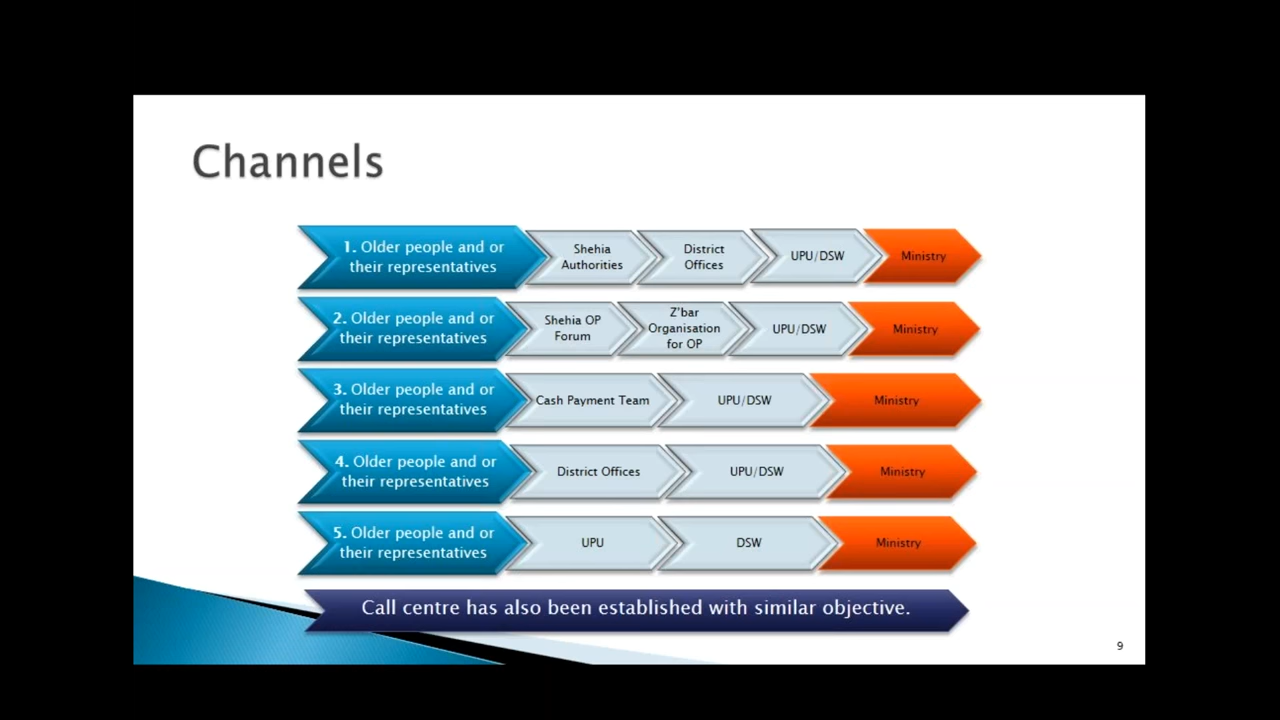 Channels
1. Older people and or
their representatives
Shehia
Authorities
District
Offices
UPU/DSW
Ministry
2. Older people and or
their representatives
Shehia OP
Forum
Z'bar
Organisation
for OP
UPU/DSW
Ministry
3. Older people and or
their representatives
Cash Payment Team
UPU/DSW
Ministry
4. Older people and or
their representatives
District Offices
UPU/DSW
Ministry
5. Older people and or
their representatives
UPU
DSW
Ministry
Call centre has also been established with similar objective.
9